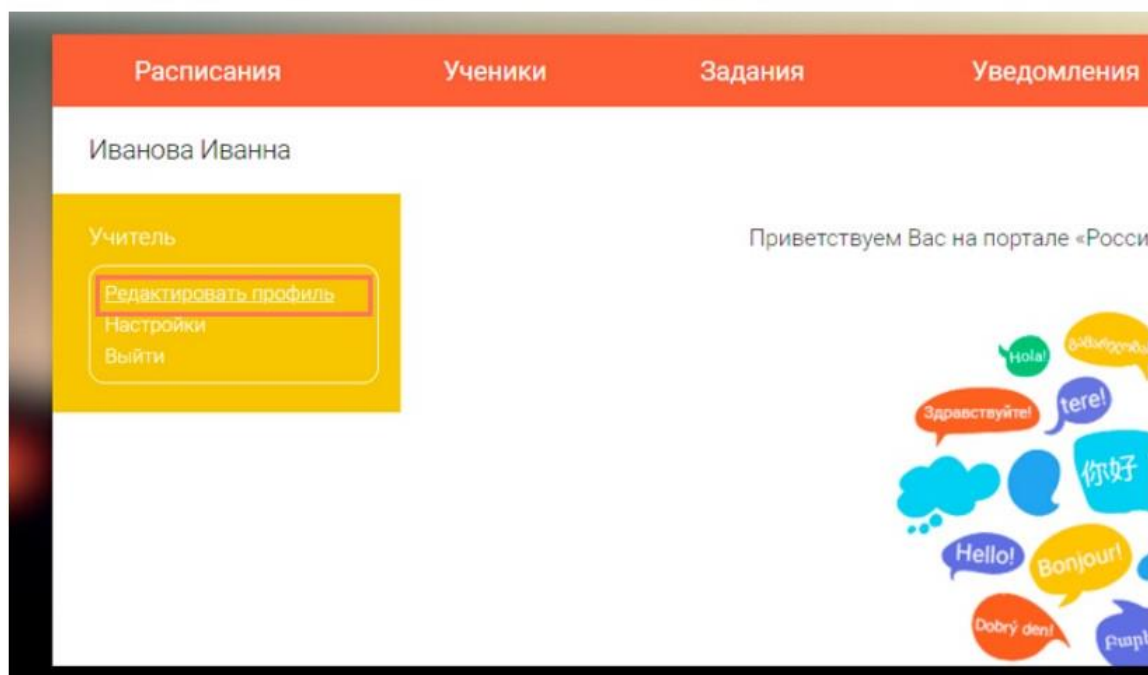 Расписания Ученики Задания Уведомления
Иванова Иванна
Учитель
Приветствуем Вас на портале «Росси
Редактировать профиль
Настройки
Выйти
Hola!
tere!
Здравствуйте!
你好
Hello!
Bonjour!
Dobrý den!